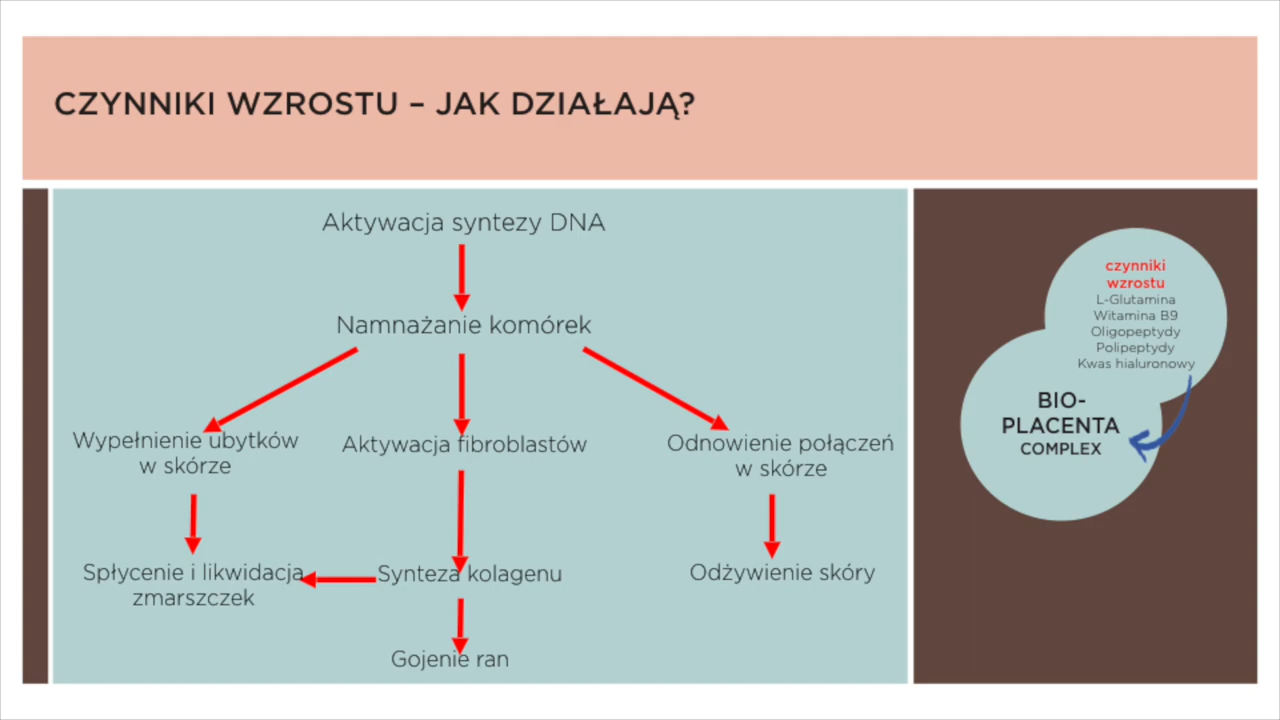 CZYNNIKI WZROSTU – JAK DZIAŁAJĄ?
Aktywacja syntezy DNA
Namnażanie komórek
Wypełnienie ubytków
w skórze
Aktywacja fibroblastów
Odnowienie połączeń
w skórze
Spłycenie i likwidacja
zmarszczek
Synteza kolagenu
Odżywienie skóry
Gojenie ran
czynniki
wzrostu
L-Glutamina
Witamina B9
Oligopeptydy
Polipeptydy
Kwas hialuronowy
BIO-
PLACENTA
COMPLEX